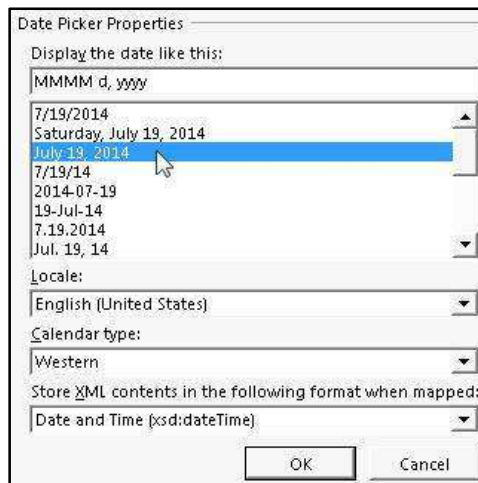 Date Picker Properties
Display the date like this:
MMMM d, yyyy
7/19/2014
Saturday, July 19, 2014
July 19, 2014
7/19/14
2014-07-19
19-Jul-14
7.19.2014
Jul. 19, 14
Locale:
English (United States)
Calendar type:
Western
Store XML contents in the following format when mapped:
Date and Time (xsd:dateTime)
OK Cancel